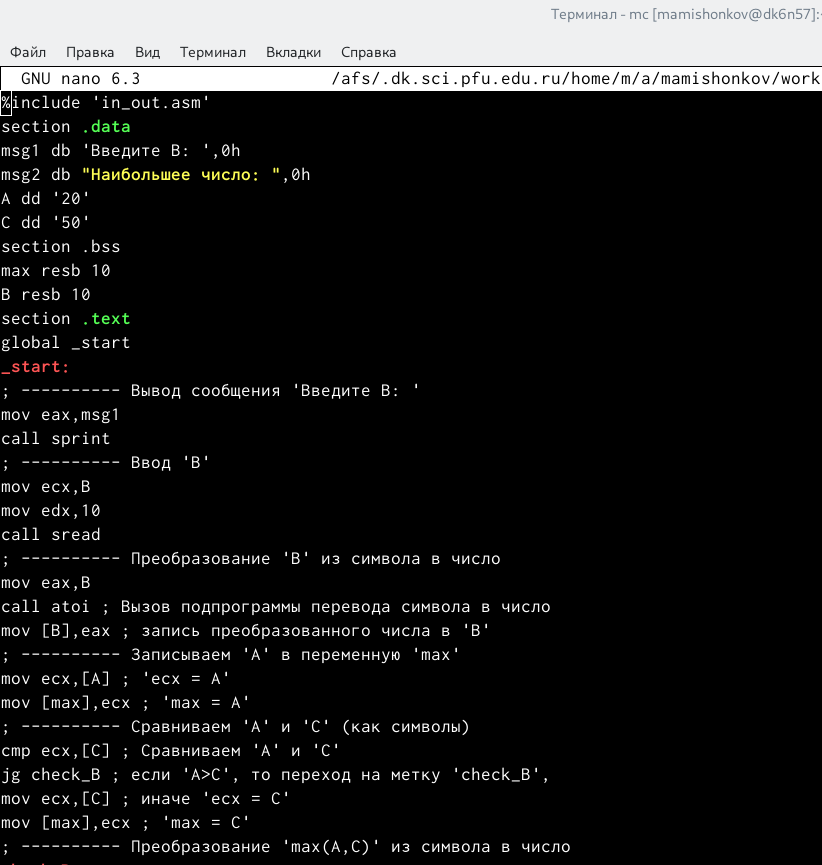 Терминал - mc [mamishonkov@dk6n57]:
Файл Правка Вид Терминал Вкладки Справка
GNU nano 6.3 /afs/.dk.sci.pfu.edu.ru/home/m/a/mamishonkov/work
%include 'in_out.asm'
section .data
msg1 db 'Введите B: ',0h
msg2 db "Наибольшее число: ",0h
A dd '20'
C dd '50'
section .bss
max resb 10
B resb 10
section .text
global _start
_start:
; ---------- Вывод сообщения 'Введите B: '
mov eax,msg1
call sprint
; ---------- Ввод 'B'
mov ecx,B
mov edx,10
call sread
; ---------- Преобразование 'B' из символа в число
mov eax,B
call atoi ; Вызов подпрограммы перевода символа в число
mov [B],eax ; запись преобразованного числа в 'B'
; ---------- Записываем 'A' в переменную 'max'
mov ecx,[A] ; 'ecx = A'
mov [max],ecx ; 'max = A'
; ---------- Сравниваем 'A' и 'С' (как символы)
cmp ecx,[C] ; Сравниваем 'A' и 'С'
jg check_B ; если 'A>C', то переход на метку 'check_B',
mov ecx,[C] ; иначе 'ecx = C'
mov [max],ecx ; 'max = C'
; ---------- Преобразование 'max(A,C)' из символа в число